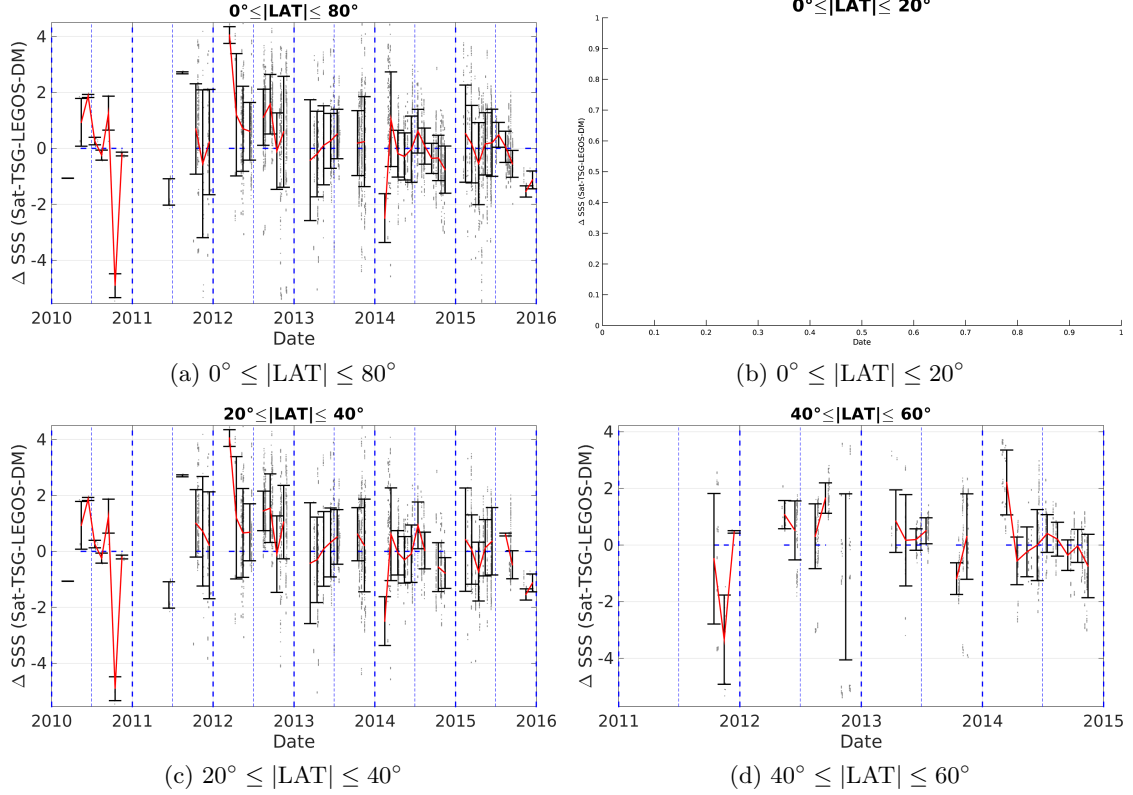 0°≤|LAT|≤ 80°
Δ SSS (Sat-TSG-LEGOS-DM)
4
2
0
-2
-4
2010 2011 2012 2013 2014 2015 2016
Date
(a) 0° ≤ |LAT| ≤ 80°
0°≤|LAT|≤ 20°
Δ SSS (Sat-TSG-LEGOS-DM)
1
0.9
0.8
0.7
0.6
0.5
0.4
0.3
0.2
0.1
0
0 0.1 0.2 0.3 0.4 0.5 0.6 0.7 0.8 0.9 1
Date
(b) 0° ≤ |LAT| ≤ 20°
20°≤|LAT|≤ 40°
Δ SSS (Sat-TSG-LEGOS-DM)
4
2
0
-2
-4
2010 2011 2012 2013 2014 2015 2016
Date
(c) 20° ≤ |LAT| ≤ 40°
40°≤|LAT|≤ 60°
Δ SSS (Sat-TSG-LEGOS-DM)
4
2
0
-2
-4
2011 2012 2013 2014 2015
Date
(d) 40° ≤ |LAT| ≤ 60°